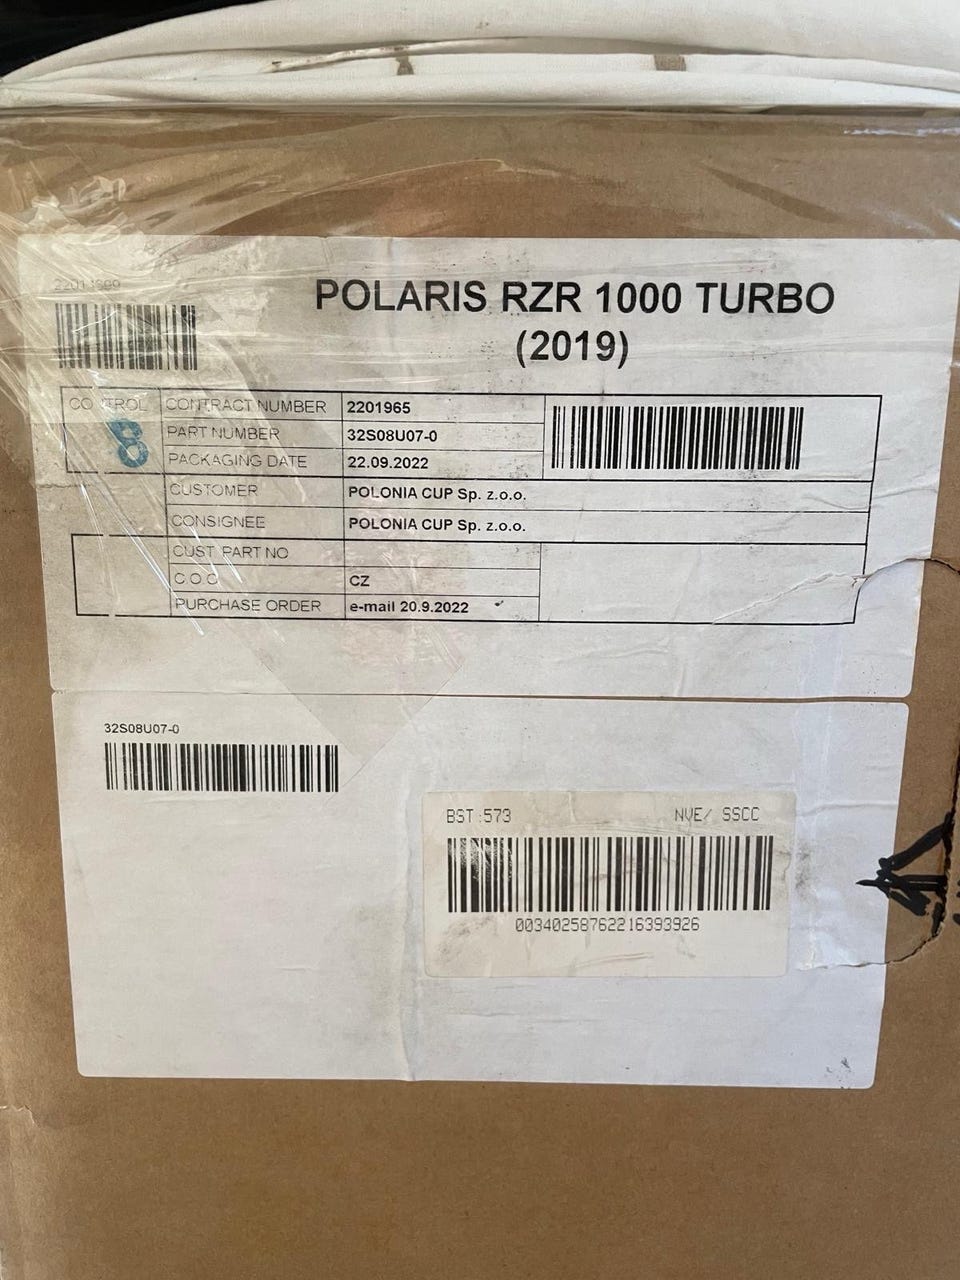 POLARIS RZR 1000 TURBO
(2019)
CONTROL
8
CONTRACT NUMBER 2201965
PART NUMBER 32S08U07-0
PACKAGING DATE 22.09.2022
CUSTOMER POLONIA CUP Sp. z.o.o.
CONSIGNEE POLONIA CUP Sp. z.o.o.
CUST PART NO
C.O.O CZ
PURCHASE ORDER e-mail 20.9.2022
32S08U07-0
BST :573 NVE/ SSCC
00340258762216393926